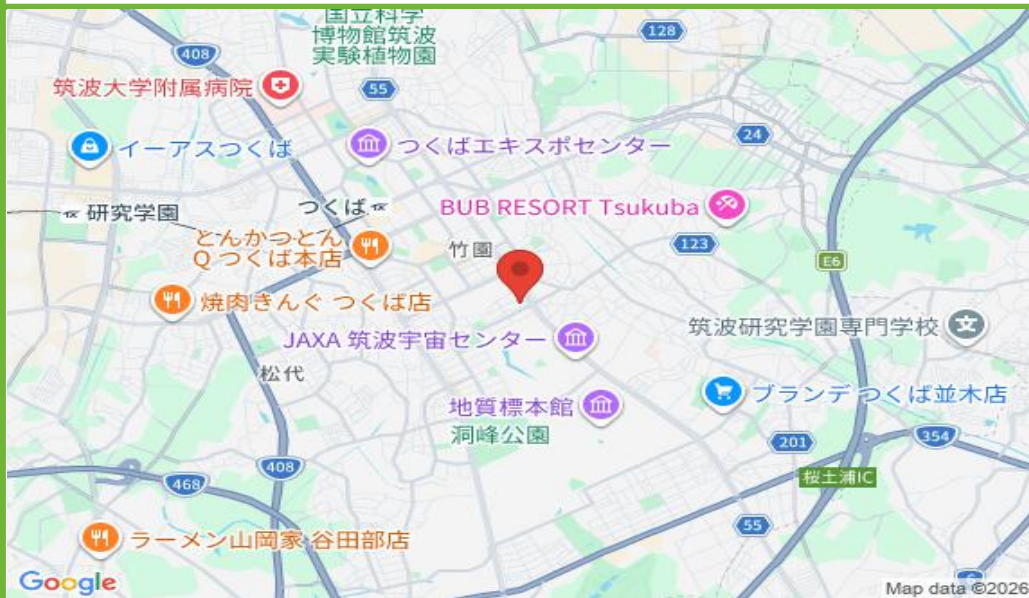 国立科学
博物館筑波
実験植物園
128
408
筑波大学附属病院
55
24
イーアスつくば
つくばエキスポセンター
研究学園
つくば
BUB RESORT Tsukuba
とんかつとん
Q つくば本店
竹園
123
E6
焼肉きんぐ つくば店
JAXA 筑波宇宙センター
筑波研究学園専門学校
松代
地質標本館
洞峰公園
ブランデ つくば並木店
201
354
408
468
桜土浦IC
55
ラーメン山岡家 谷田部店
6
Google
Map data ©2026